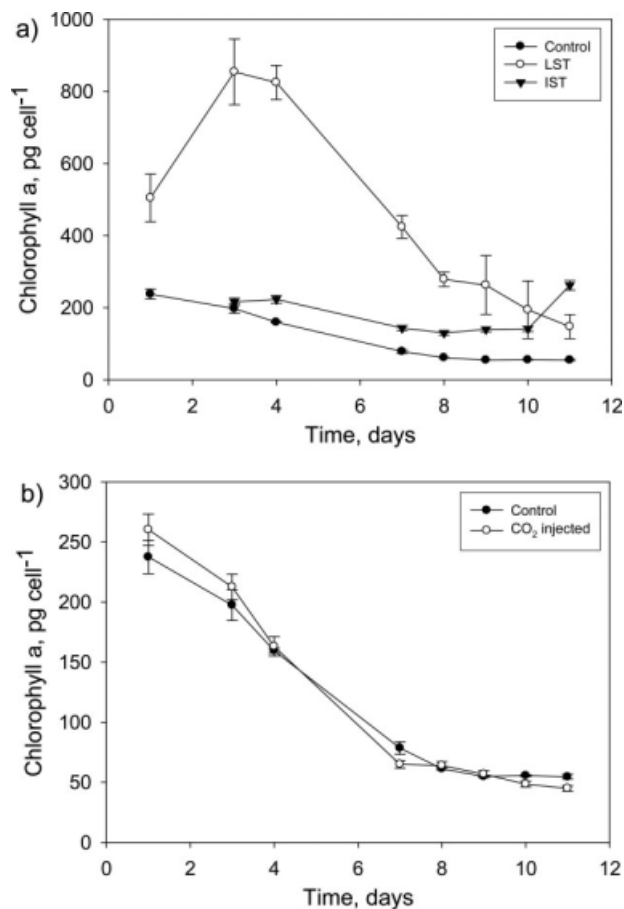 a)
1000
800
600
400
200
0
Chlorophyll a, pg cell-1
Control
LST
IST
0 2 4 6 8 10 12
Time, days
b)
300
250
200
150
100
50
0
Chlorophyll a, pg cell-1
Control
CO2 injected
0 2 4 6 8 10 12
Time, days